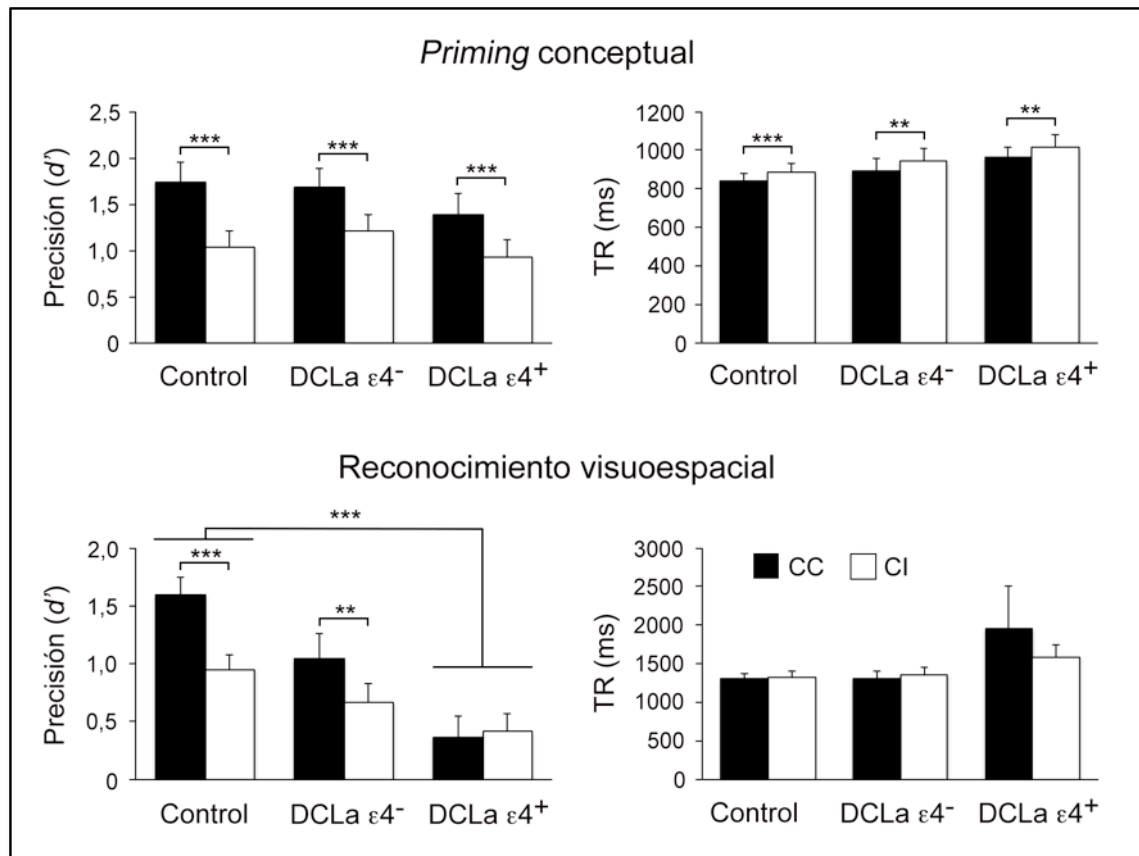 Priming conceptual
Precisión (d’)
2,5
2,0
1,5
1,0
0,5
0
***
***
***
Control
DCLa ε4⁻
DCLa ε4⁺
TR (ms)
1200
1000
800
600
400
200
0
***
**
**
Control
DCLa ε4⁻
DCLa ε4⁺
Reconocimiento visuoespacial
Precisión (d’)
2,0
1,5
1,0
0,5
0
***
***
**
Control
DCLa ε4⁻
DCLa ε4⁺
TR (ms)
3000
2500
2000
1500
1000
500
0
CC CI
Control
DCLa ε4⁻
DCLa ε4⁺